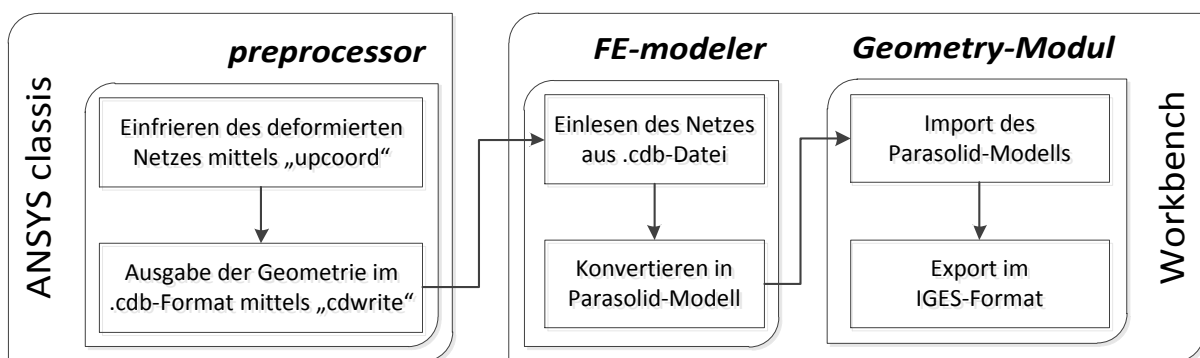 ANSYS classis
preprocessor
Einfrieren des deformierten
Netzes mittels „upcoord“
Ausgabe der Geometrie im
.cdb-Format mittels „cdwrite“
FE-modeler
Einlesen des Netzes
aus .cdb-Datei
Konvertieren in
Parasolid-Modell
Geometry-Modul
Import des
Parasolid-Modells
Export im
IGES-Format
Workbench